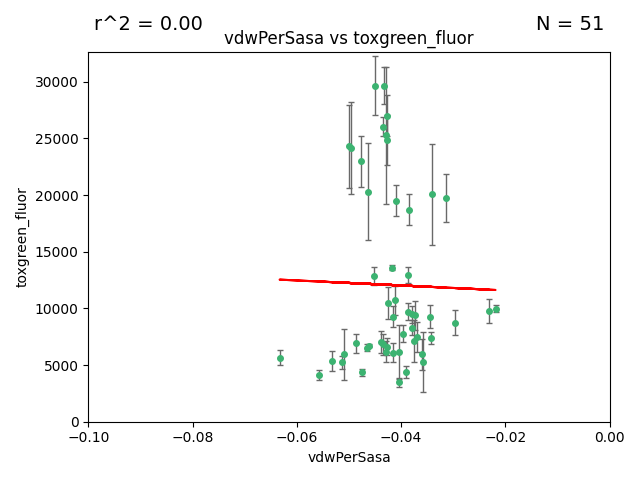 r^2 = 0.00
N = 51
vdwPerSasa vs toxgreen_fluor
30000
25000
20000
15000
10000
5000
0
toxgreen_fluor
−0.10
−0.08
−0.06
−0.04
−0.02
0.00
vdwPerSasa